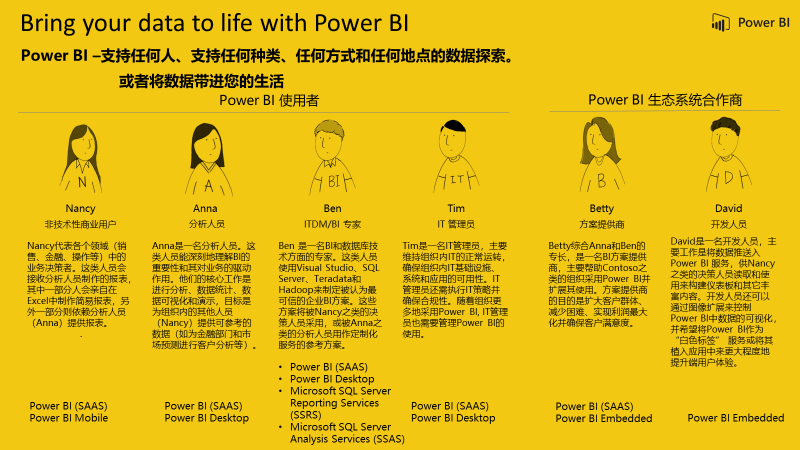 Bring your data to life with Power BI
Power BI
Power BI –支持任何人、支持任何种类、任何方式和任何地点的数据探索。
或者将数据带进您的生活
Power BI 使用者
Power BI 生态系统合作商
N
A
BI
IT
B
D
Nancy
非技术性商业用户
Nancy代表各个领域（销
售、金融、操作等）中的
业务决策者。这类人员会
接收分析人员制作的报表，
其中一部分人会亲自在
Excel中制作简易报表，另
外一部分则依赖分析人员
（Anna）提供报表。
.
Power BI (SAAS)
Power BI Mobile
Anna
分析人员
Anna是一名分析人员。这
类人员能深刻地理解BI的
重要性和其对业务的驱动
作用。他们的核心工作是
进行分析、数据统计、数
据可视化和演示，目标是
为组织内的其他人员
（Nancy）提供可参考的
数据（如为金融部门和市
场预测进行客户分析等）。
Power BI (SAAS)
Power BI Desktop
Ben
ITDM/BI 专家
Ben 是一名BI和数据库技
术方面的专家。这类人员
使用Visual Studio、SQL
Server、Teradata和
Hadoop来制定被认为最
可信的企业BI方案。这些
方案将被Nancy之类的决
策人员采用，或被Anna之
类的分析人员用作定制化
服务的参考方案。
• Power BI (SAAS)
• Power BI Desktop
• Microsoft SQL Server
Reporting Services
(SSRS)
• Microsoft SQL Server
Analysis Services (SSAS)
Tim
IT 管理员
Tim是一名IT管理员，主要
维持组织内IT的正常运转，
确保组织内IT基础设施、
系统和应用的可用性。IT
管理员还需执行IT策略并
确保合规性。随着组织更
多地采用Power BI, IT管理
员也需要管理Power BI的
使用。
Power BI (SAAS)
Power BI Desktop
Betty
方案提供商
Betty综合Anna和Ben的
专长，是一名BI方案提供
商，主要帮助Contoso之
类的组织采用Power BI并
扩展其使用。方案提供商
的目的是扩大客户群体、
减少困难、实现利润最大
化并确保客户满意度。
Power BI (SAAS)
Power BI Embedded
David
开发人员
David是一名开发人员，主
要工作是将数据推送入
Power BI 服务，供Nancy
之类的决策人员读取和使
用来构建仪表板和其它丰
富内容。开发人员还可以
通过图像扩展来控制
Power BI中数据的可视化，
并希望将Power BI作为
“白色标签” 服务或将其
植入应用中来更大程度地
提升端用户体验。
Power BI Embedded